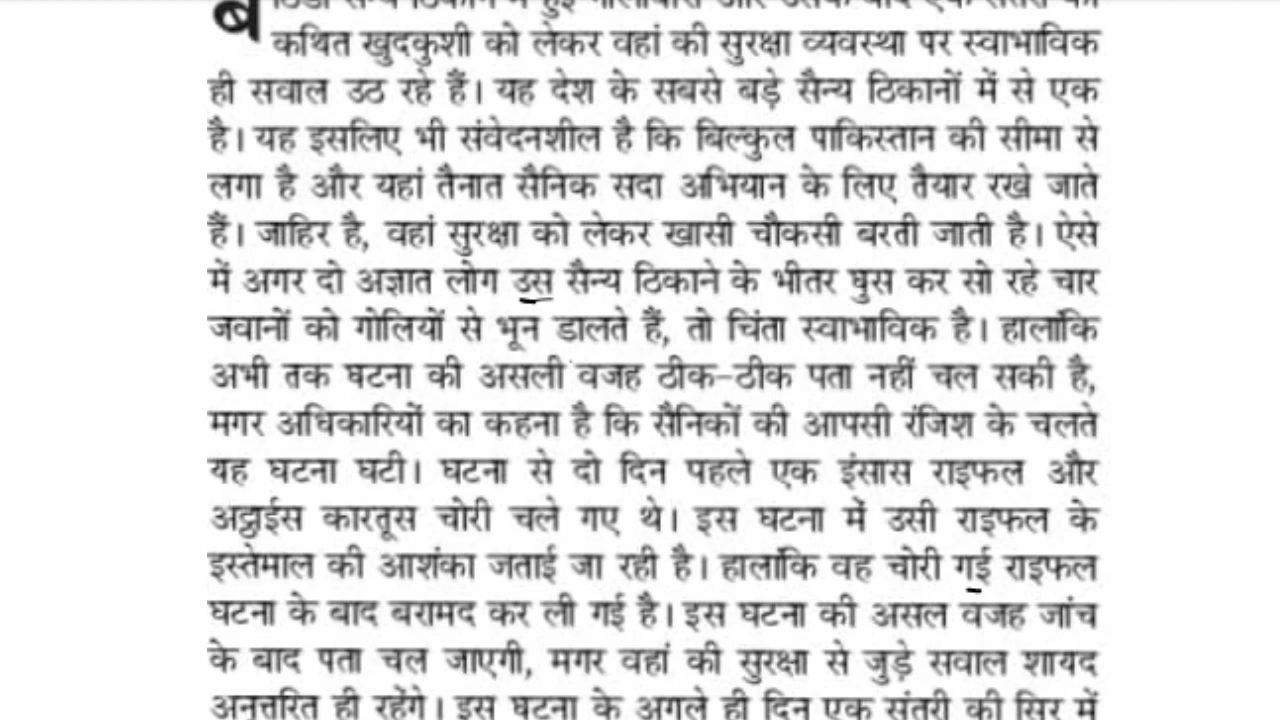 ब
कथित खुदकुशी को लेकर वहां की सुरक्षा व्यवस्था पर स्वाभाविक
ही सवाल उठ रहे हैं। यह देश के सबसे बड़े सैन्य ठिकानों में से एक
है। यह इसलिए भी संवेदनशील है कि बिल्कुल पाकिस्तान की सीमा से
लगा है और यहां तैनात सैनिक सदा अभियान के लिए तैयार रखे जाते
हैं। जाहिर है, वहां सुरक्षा को लेकर खासी चौकसी बरती जाती है। ऐसे
में अगर दो अज्ञात लोग उस सैन्य ठिकाने के भीतर घुस कर सो रहे चार
जवानों को गोलियों से भून डालते हैं, तो चिंता स्वाभाविक है। हालांकि
अभी तक घटना की असली वजह ठीक-ठीक पता नहीं चल सकी है,
मगर अधिकारियों का कहना है कि सैनिकों की आपसी रंजिश के चलते
यह घटना घटी। घटना से दो दिन पहले एक इंसास राइफल और
अट्ठाईस कारतूस चोरी चले गए थे। इस घटना में उसी राइफल के
इस्तेमाल की आशंका जताई जा रही है। हालांकि वह चोरी गई राइफल
घटना के बाद बरामद कर ली गई है। इस घटना की असल वजह जांच
के बाद पता चल जाएगी, मगर वहां की सुरक्षा से जुड़े सवाल शायद
अनुत्तरित ही रहेंगे। इस घटना के अगले ही दिन एक संतरी की सिर में